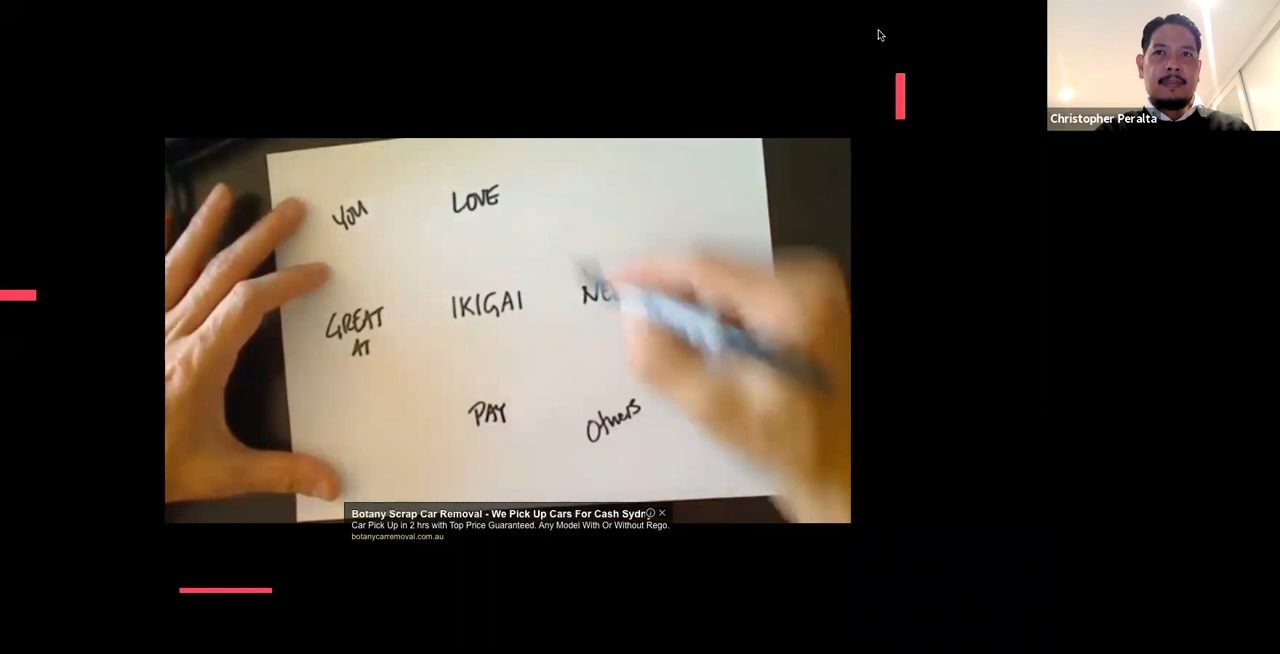 Christopher Peralta
YOU
LOVE
GREAT
AT
IKIGAI
PAY
Others
Botany Scrap Car Removal - We Pick Up Cars For Cash Sydn
Car Pick Up in 2 hrs with Top Price Guaranteed. Any Model With Or Without Rego.
botanycarremoval.com.au